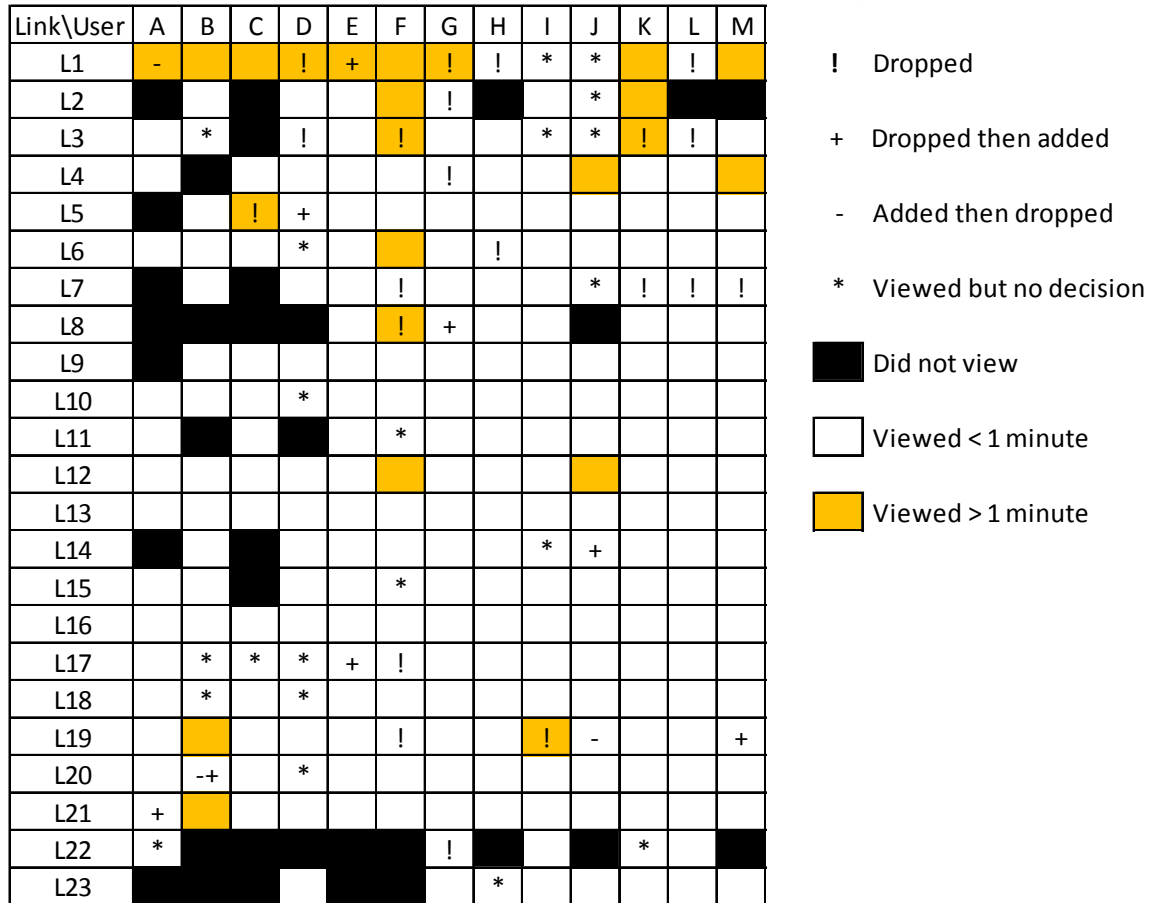 Link\User A B C D E F G H I J K L M
L1 - ! + ! ! * * !
L2 ! *
L3 * ! ! * * ! !
L4 !
L5 ! +
L6 * !
L7 ! * ! ! !
L8 ! +
L9
L10 *
L11 *
L12
L13
L14 * +
L15 *
L16
L17 * * * + !
L18 * *
L19 ! ! - +
L20 -+ *
L21 +
L22 * ! *
L23 *
! Dropped
+ Dropped then added
- Added then dropped
* Viewed but no decision
Did not view
Viewed < 1 minute
Viewed > 1 minute